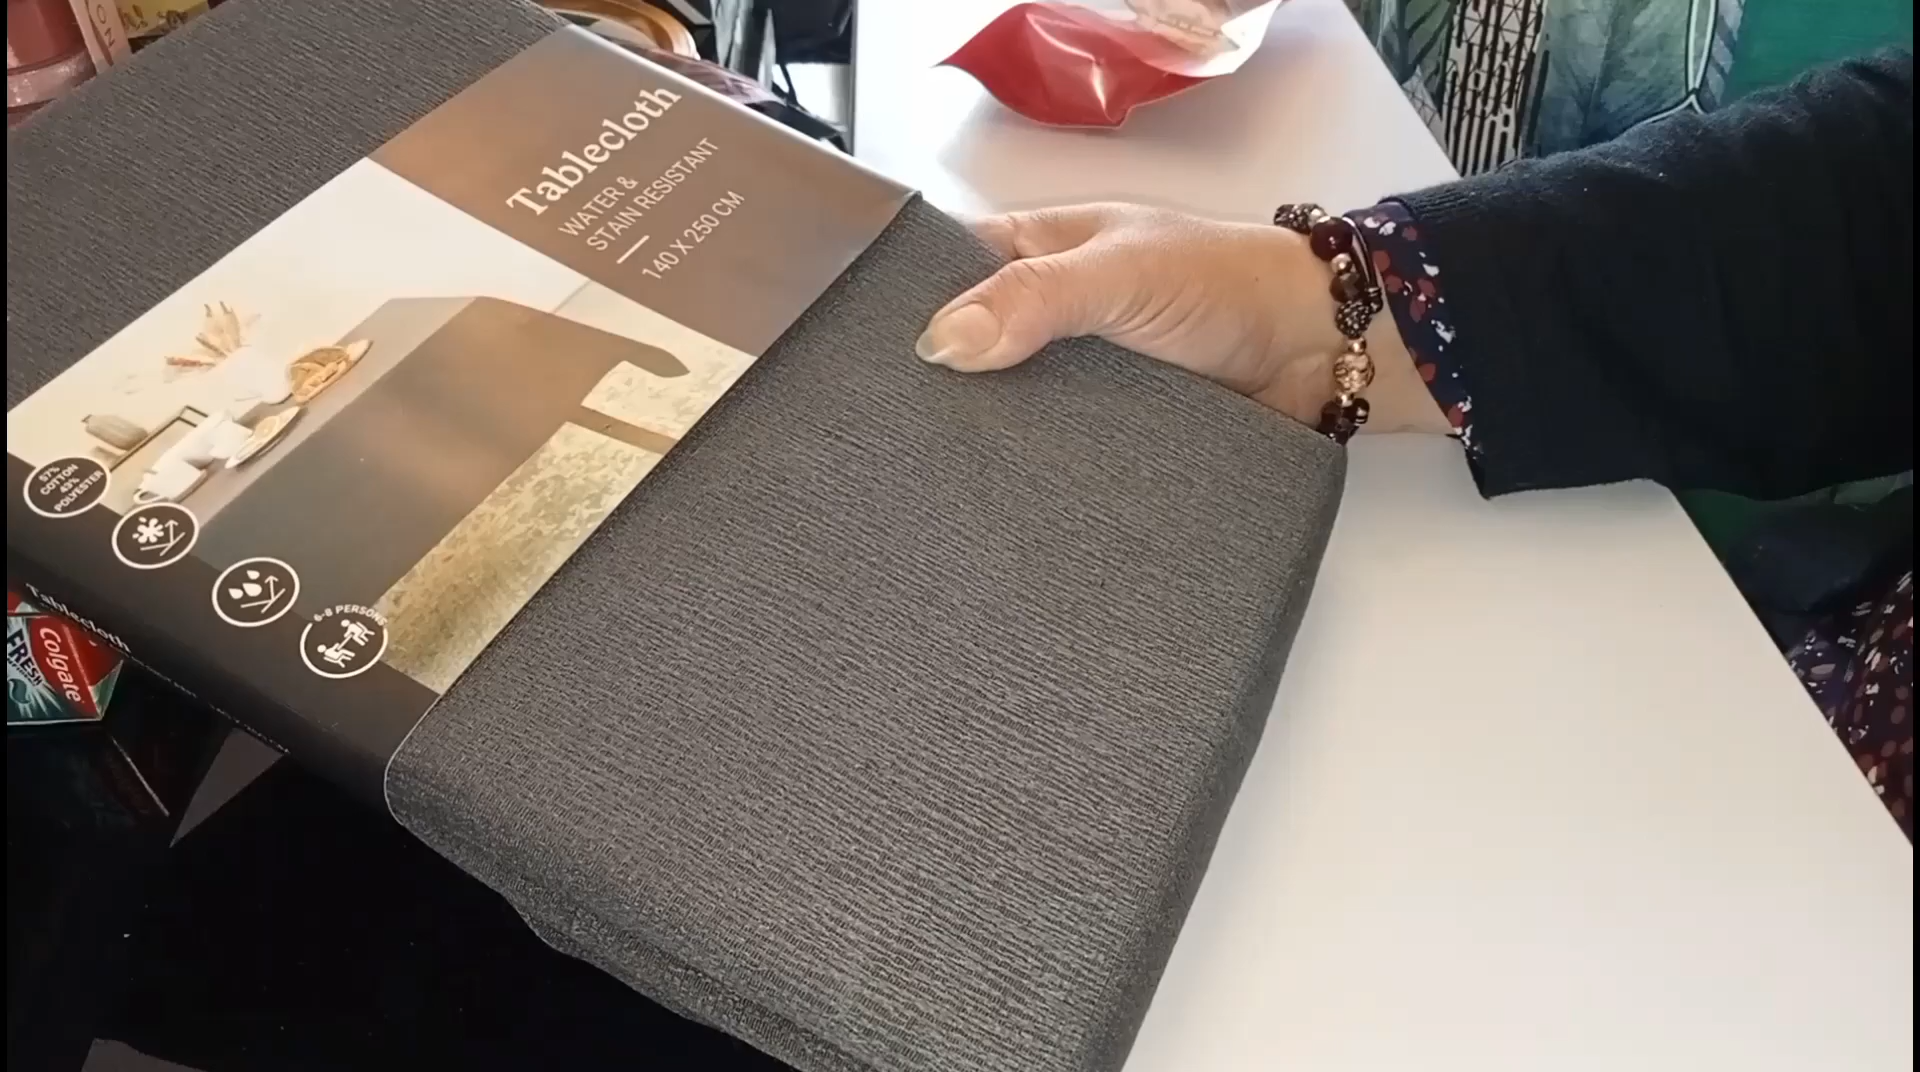 Tablecloth
WATER &
STAIN RESISTANT
140 X 250 CM
57%
COTTON
43%
POLYESTER
6-8 PERSONS
Tablecloth
Colgate
FRESH